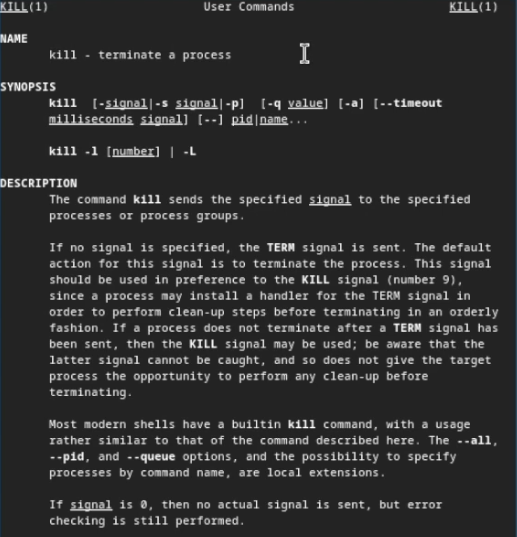 KILL(1) User Commands KILL(1)
NAME
kill - terminate a process
SYNOPSIS
kill [-signal|-s signal|-p] [-q value] [-a] [--timeout
milliseconds signal] [--] pid|name...
kill -l [number] | -L
DESCRIPTION
The command kill sends the specified signal to the specified
processes or process groups.
If no signal is specified, the TERM signal is sent. The default
action for this signal is to terminate the process. This signal
should be used in preference to the KILL signal (number 9),
since a process may install a handler for the TERM signal in
order to perform clean-up steps before terminating in an orderly
fashion. If a process does not terminate after a TERM signal has
been sent, then the KILL signal may be used; be aware that the
latter signal cannot be caught, and so does not give the target
process the opportunity to perform any clean-up before
terminating.
Most modern shells have a builtin kill command, with a usage
rather similar to that of the command described here. The --all,
--pid, and --queue options, and the possibility to specify
processes by command name, are local extensions.
If signal is 0, then no actual signal is sent, but error
checking is still performed.